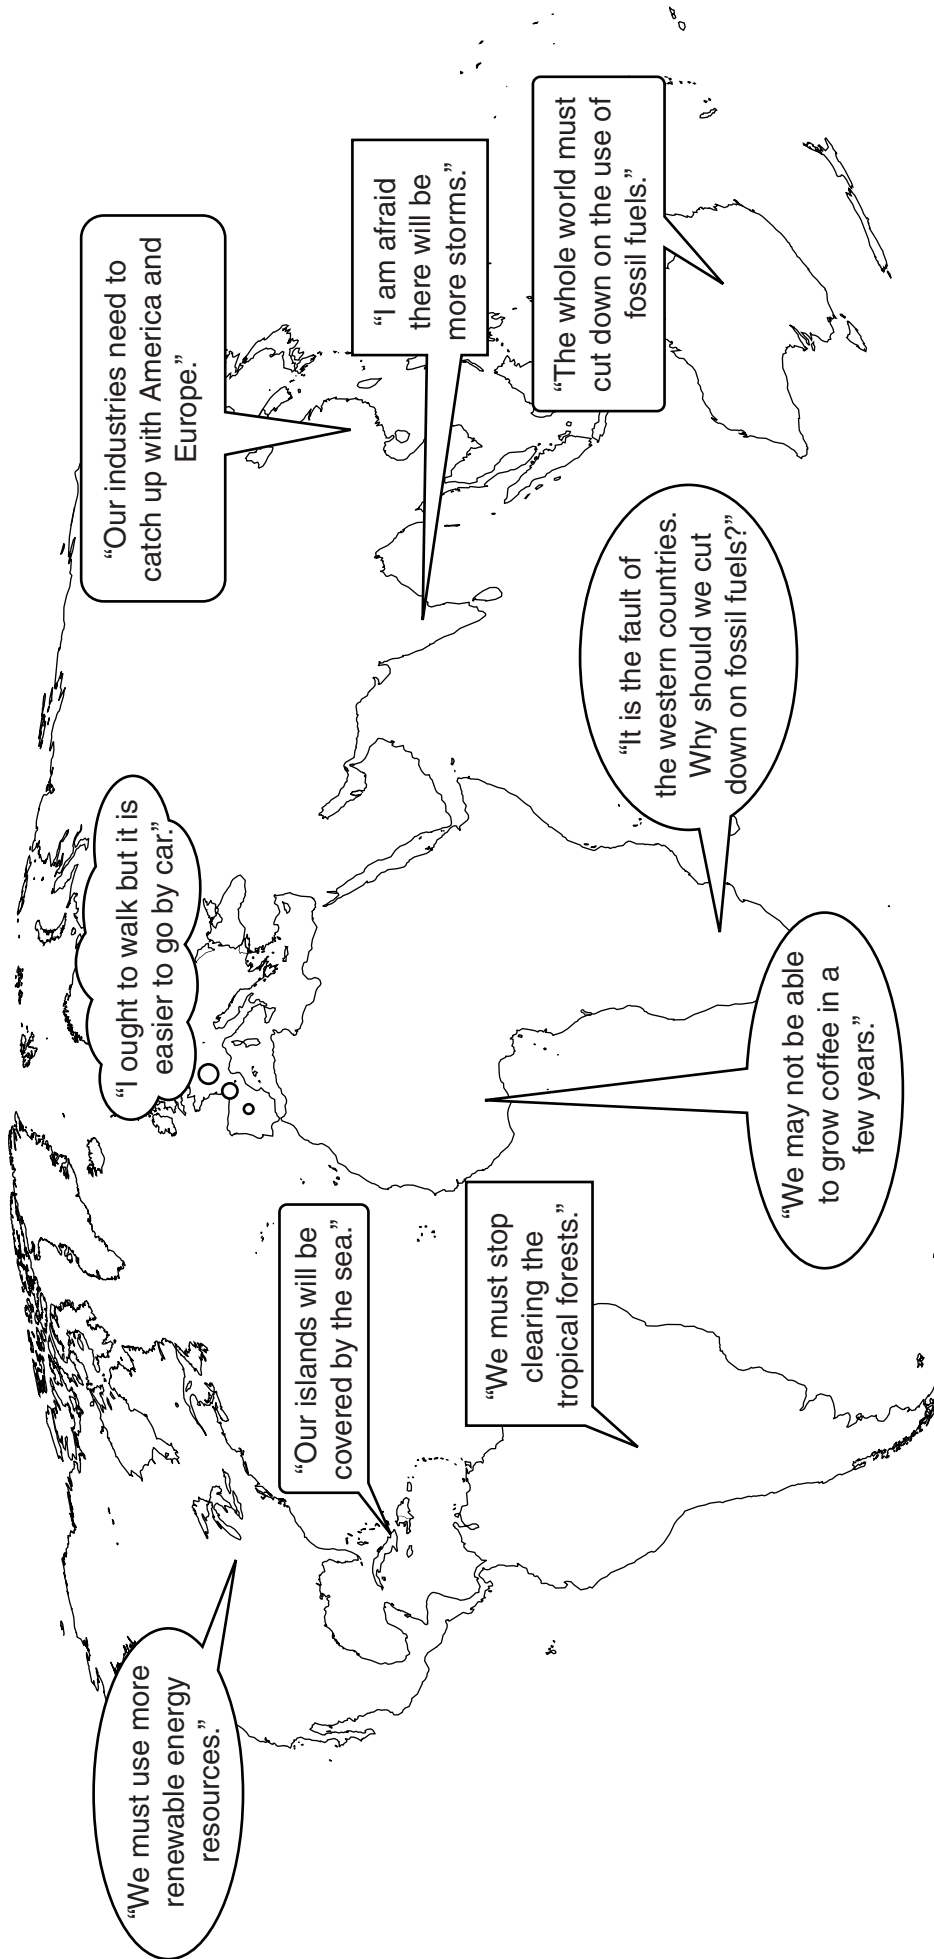 “We must use more
renewable energy
resources.”
“Our islands will be
covered by the sea.”
“We must stop
clearing the
tropical forests.”
“I ought to walk but it is
easier to go by car.”
“We may not be able
to grow coffee in a
few years.”
“It is the fault of
the western countries.
Why should we cut
down on fossil fuels?”
“Our industries need to
catch up with America and
Europe.”
“I am afraid
there will be
more storms.”
“The whole world must
cut down on the use of
fossil fuels.”